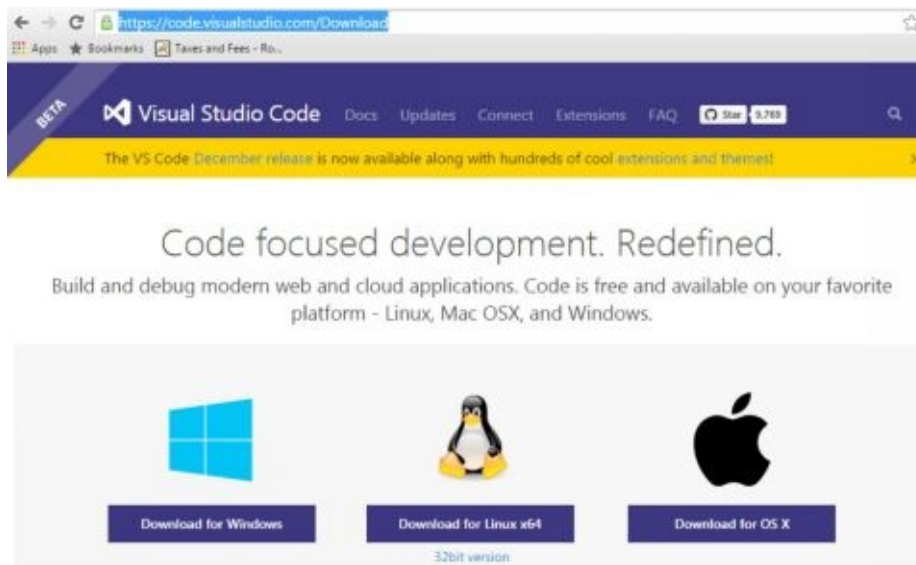 https://code.visualstudio.com/Download
Apps Bookmarks Taxes and Fees - Ro...
BETA
Visual Studio Code Docs Updates Connect Extensions FAQ Star 9,769
The VS Code December release is now available along with hundreds of cool extensions and themes!
Code focused development. Redefined.
Build and debug modern web and cloud applications. Code is free and available on your favorite
platform - Linux, Mac OSX, and Windows.
Download for Windows Download for Linux x64 Download for OS X
32bit version